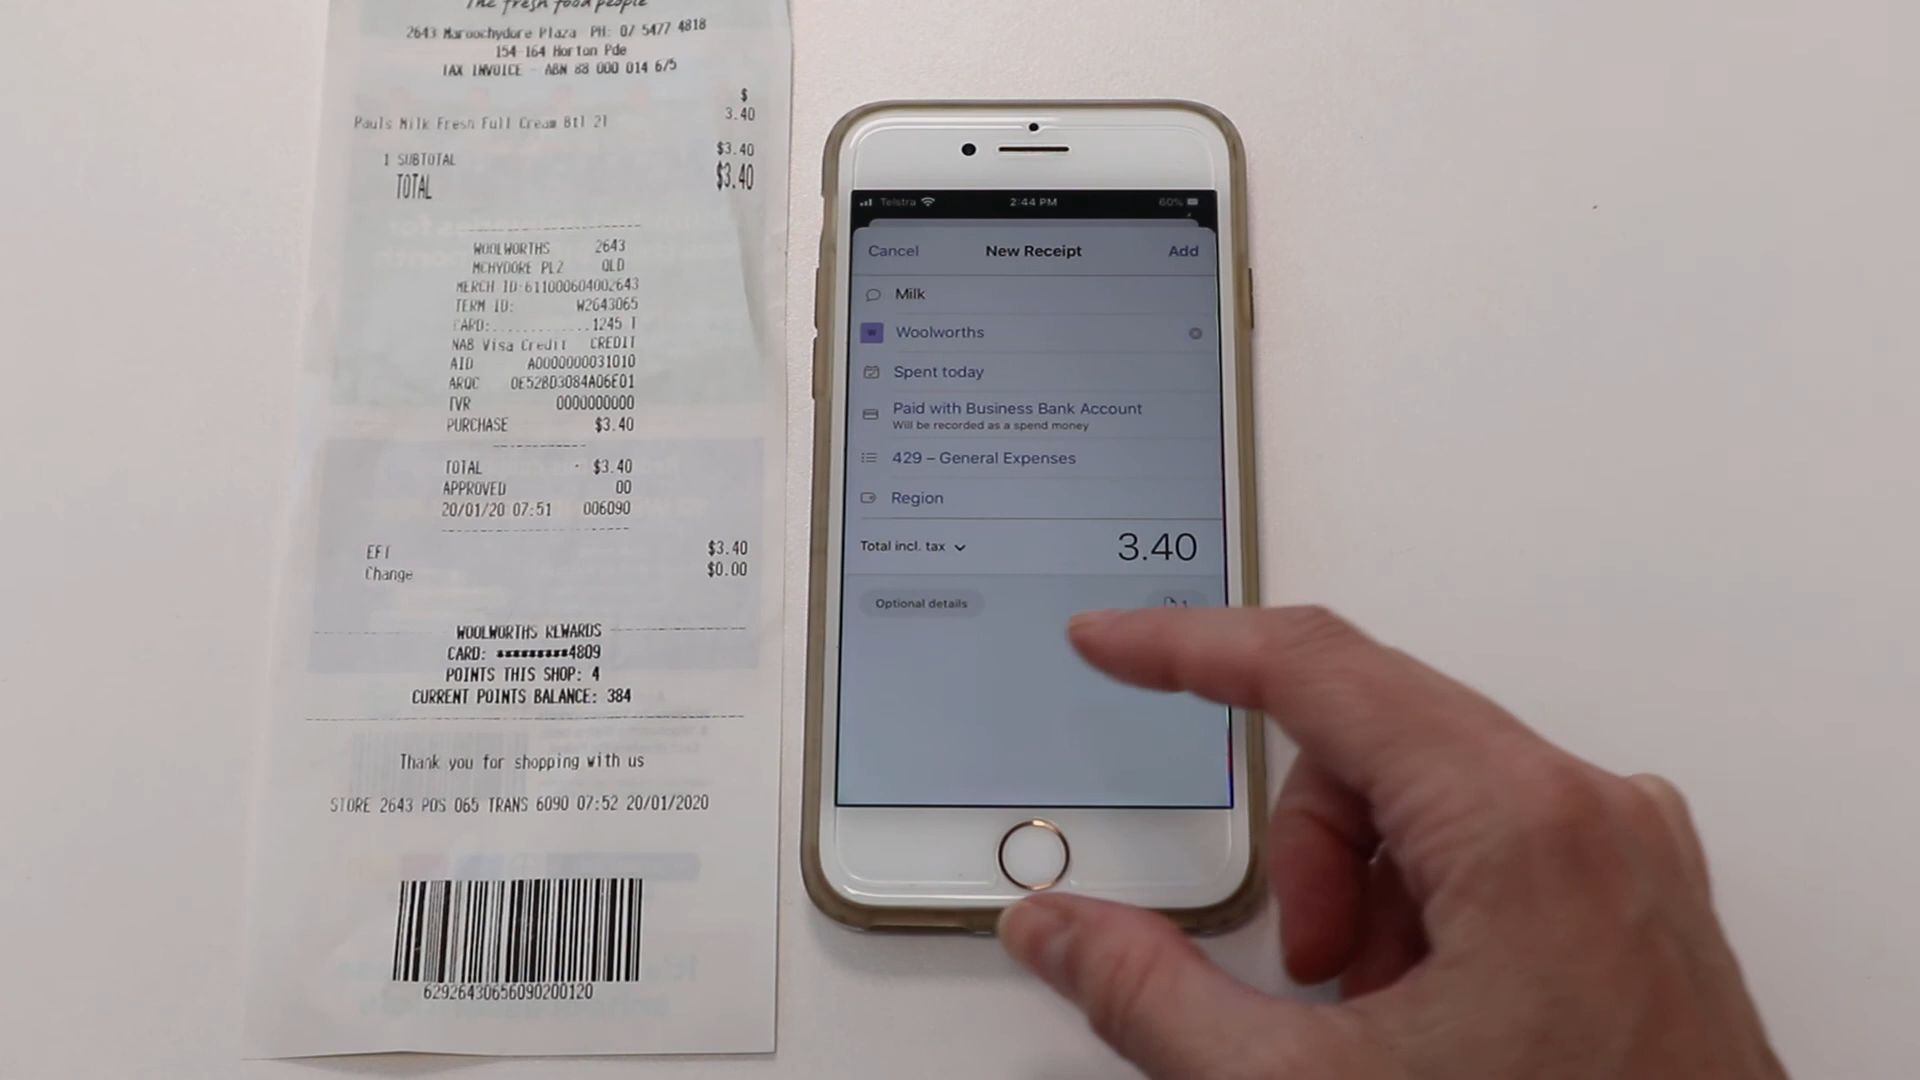 The fresh food people
2643 Maroochydore Plaza PH: 07 5477 4818
154-164 Horton Pde
TAX INVOICE - ABN 88 000 014 675
$
Pauls Milk Fresh Full Cream Btl 2l 3.40
1 SUBTOTAL $3.40
TOTAL $3.40
WOOLWORTHS 2643
MCHYDORE PLZ QLD
MERCH ID:611000604002643
TERM ID: W2643065
CARD:............1245 T
NAB Visa Credit CREDIT
AID A0000000031010
ARQC 0E528D3084A06E01
TVR 0000000000
PURCHASE $3.40
TOTAL $3.40
APPROVED 00
20/01/20 07:51 006090
EFT $3.40
Change $0.00
WOOLWORTHS REWARDS
CARD: *********4809
POINTS THIS SHOP: 4
CURRENT POINTS BALANCE: 384
Thank you for shopping with us
STORE 2643 POS 065 TRANS 6090 07:52 20/01/2020
62926430656090200120
Telstra 2:44 PM 60%
Cancel New Receipt Add
Milk
W Woolworths
Spent today
Paid with Business Bank Account
Will be recorded as a spend money
429 – General Expenses
Region
Total incl. tax 3.40
Optional details 1